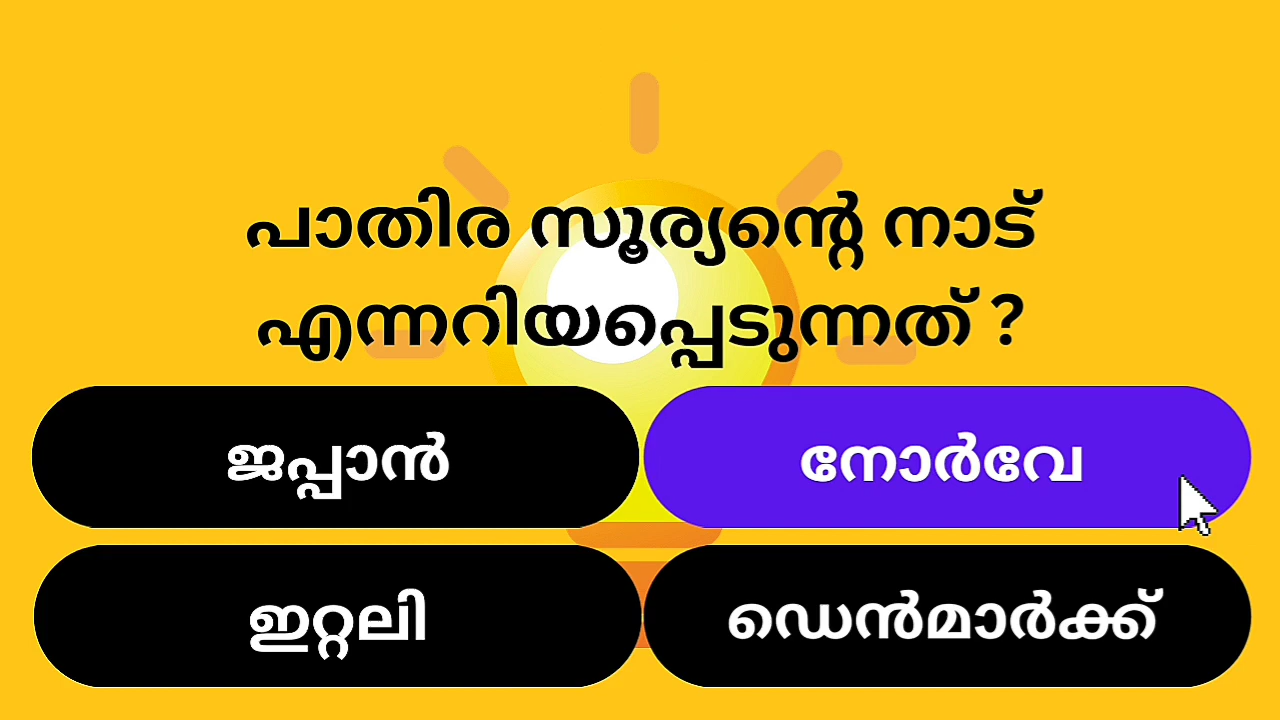 പാതിര സൂര്യന്റെ നാട്
എന്നറിയപ്പെടുന്നത് ?
ജപ്പാൻ
നോർവേ
ഇറ്റലി
ഡെൻമാർക്ക്